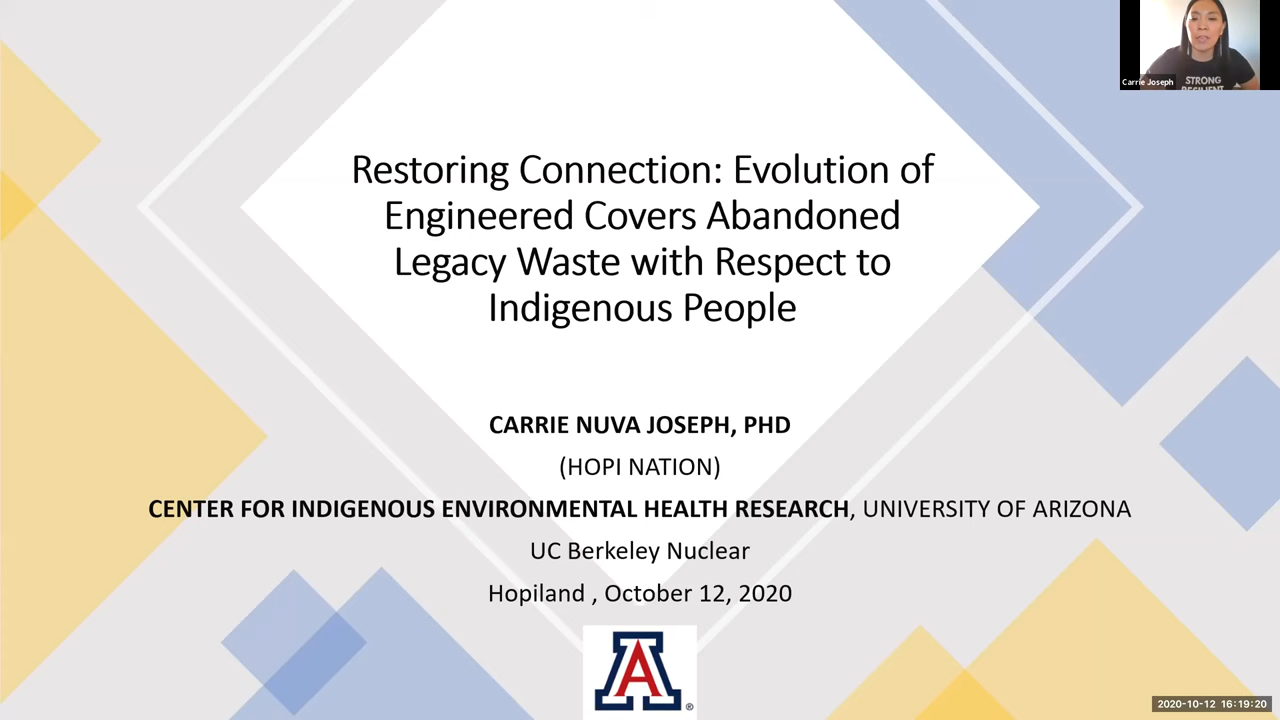 Carrie Joseph
STRONG
RESILIENT
Restoring Connection: Evolution of
Engineered Covers Abandoned
Legacy Waste with Respect to
Indigenous People
CARRIE NUVA JOSEPH, PHD
(HOPI NATION)
CENTER FOR INDIGENOUS ENVIRONMENTAL HEALTH RESEARCH, UNIVERSITY OF ARIZONA
UC Berkeley Nuclear
Hopiland , October 12, 2020
A ®
2020-10-12 16:19:20